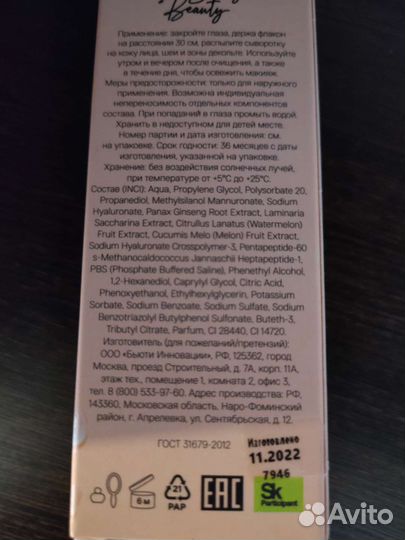 Beauty
Применение: закройте глаза, держа флакон
на расстоянии 30 см, распылите сыворотку
на кожу лица, шеи и зоны декольте. Используйте
утром и вечером после очищения, а также
в течение дня, чтобы освежить макияж.
Меры предосторожности: только для наружного
применения. Возможна индивидуальная
непереносимость отдельных компонентов
состава. При попадании в глаза промыть водой.
Хранить в недоступном для детей месте.
Номер партии и дата изготовления: см.
на упаковке. Срок годности: 36 месяцев с даты
изготовления, указанной на упаковке.
Хранение: без воздействия солнечных лучей,
при температуре от +5°C до +25°C.
Состав (INCI): Aqua, Propylene Glycol, Polysorbate 20,
Propanediol, Methylsilanol Mannuronate, Sodium
Hyaluronate, Panax Ginseng Root Extract, Laminaria
Saccharina Extract, Citrullus Lanatus (Watermelon)
Fruit Extract, Cucumis Melo (Melon) Fruit Extract,
Sodium Hyaluronate Crosspolymer-3, Pentapeptide-60
s-Methanocaldococcus Jannaschii Heptapeptide-1,
PBS (Phosphate Buffered Saline), Phenethyl Alcohol,
1,2-Hexanediol, Caprylyl Glycol, Citric Acid,
Phenoxyethanol, Ethylhexylglycerin, Potassium
Sorbate, Sodium Benzoate, Sodium Sulfate, Sodium
Benzotriazolyl Butylphenol Sulfonate, Buteth-3,
Tributyl Citrate, Parfum, CI 28440, CI 14720.
Изготовитель (для пожеланий/претензий):
ООО «Бьюти Инновации», РФ, 125362, город
Москва, проезд Строительный, д. 7А, корп. 11А,
этаж тех., помещение 1, комната 2, офис 3,
тел. 8 (800) 533-97-60. Адрес производства: РФ,
143360, Московская область, Наро-Фоминский
район, г. Апрелевка, ул. Сентябрьская, д. 12.
ГОСТ 31679-2012
Изготовлено
11.2022
7946
6 м
21
PAP
EAC
Sk
Participant
Avito